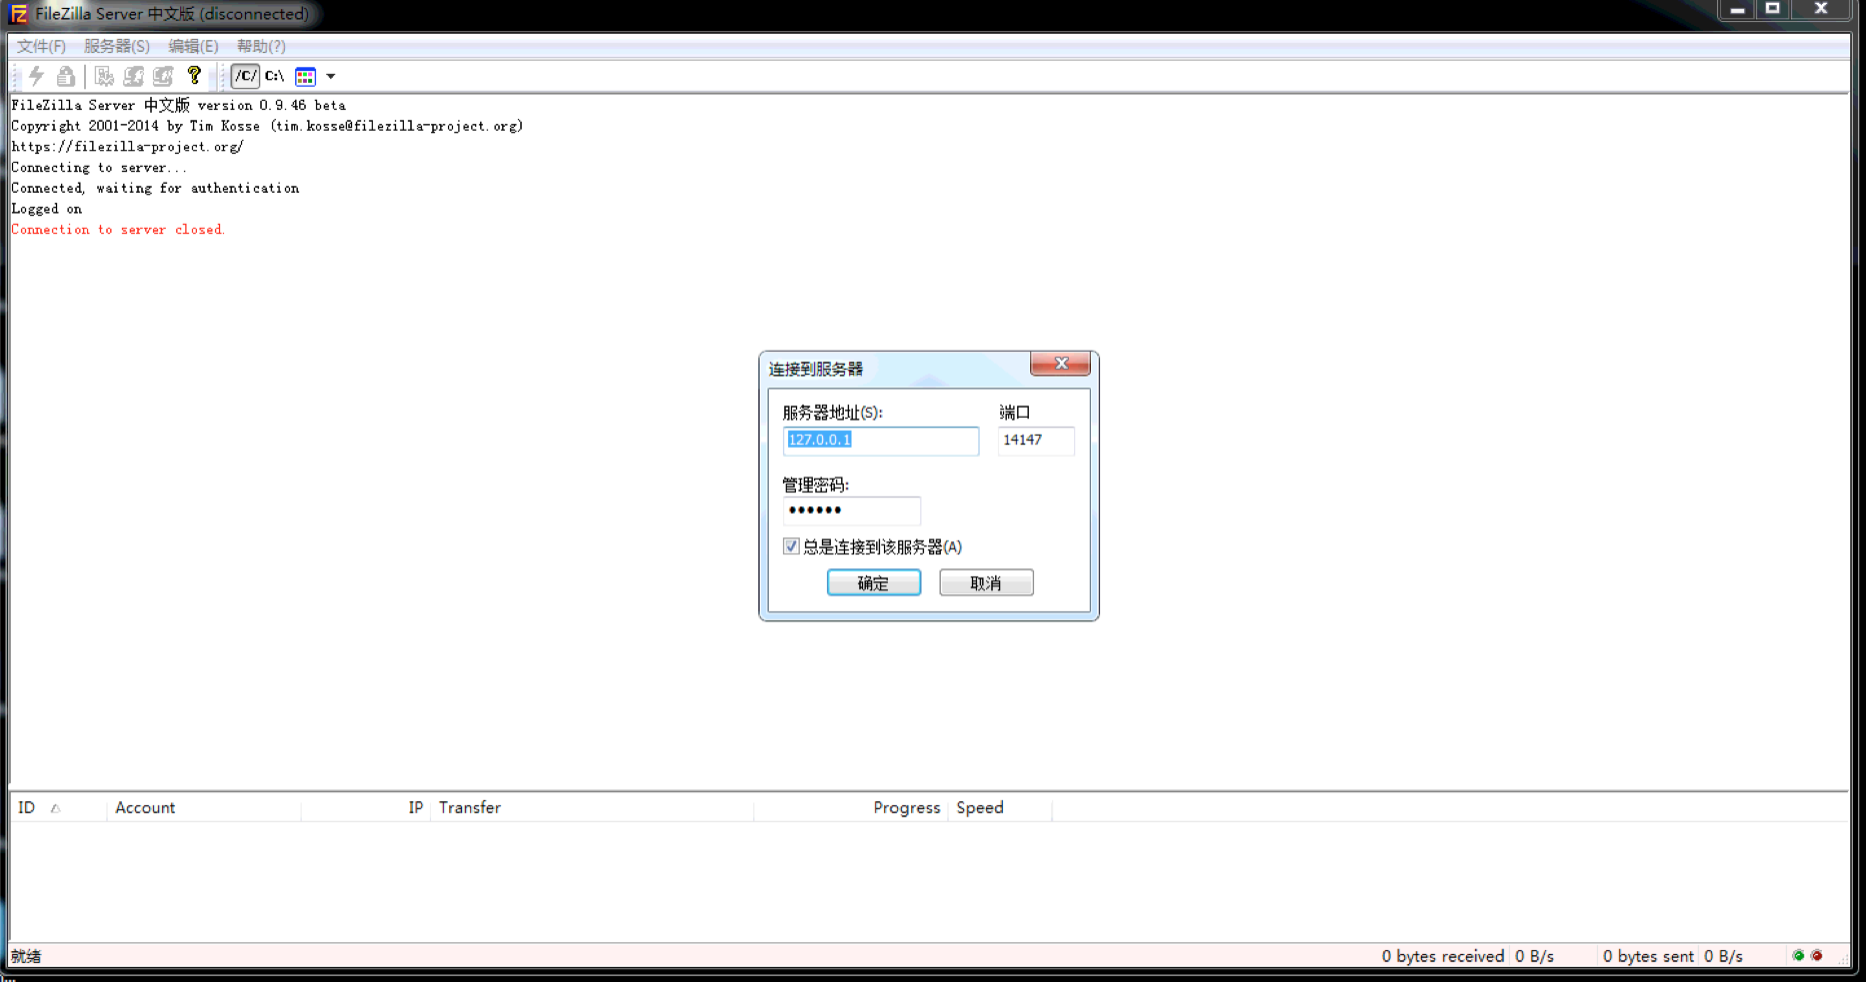 FileZilla Server 中文版 (disconnected)
文件(F) 服务器(S) 编辑(E) 帮助(?)
/C/ C:\
FileZilla Server 中文版 version 0.9.46 beta
Copyright 2001-2014 by Tim Kosse (tim.kosse@filezilla-project.org)
https://filezilla-project.org/
Connecting to server...
Connected, waiting for authentication
Logged on
Connection to server closed.
连接到服务器
服务器地址(S): 端口
127.0.0.1 14147
管理密码:
••••••
总是连接到该服务器(A)
确定 取消
ID Account IP Transfer Progress Speed
就绪 0 bytes received 0 B/s 0 bytes sent 0 B/s